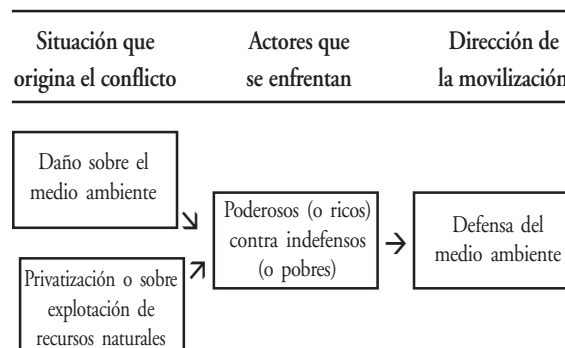 Situación que
origina el conflicto
Actores que
se enfrentan
Dirección de
la movilización
Daño sobre el
medio ambiente
Privatización o sobre
explotación de
recursos naturales
Poderosos (o ricos)
contra indefensos
(o pobres)
Defensa del
medio ambiente